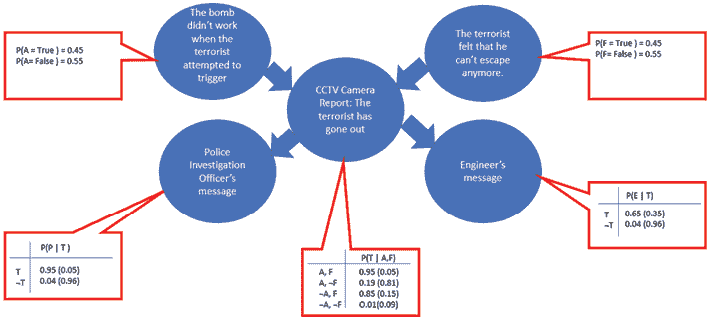 The bomb
didn't work
when the
terrorist
attempted to
trigger
The terrorist
felt that he
can't escape
anymore.
P(A = True ) = 0.45
P(A= False ) = 0.55
P(F = True ) = 0.45
P(F= False ) = 0.55
CCTV Camera
Report: The
terrorist has
gone out
Police
Investigation
Officer's
message
Engineer's
message
P(E | T)
T 0.65 (0.35)
¬T 0.04 (0.96)
P(P | T )
T 0.95 (0.05)
¬T 0.04 (0.96)
P(T | A,F)
A, F 0.95 (0.05)
A, ¬F 0.19 (0.81)
¬A, F 0.85 (0.15)
¬A, ¬F 0.01(0.09)